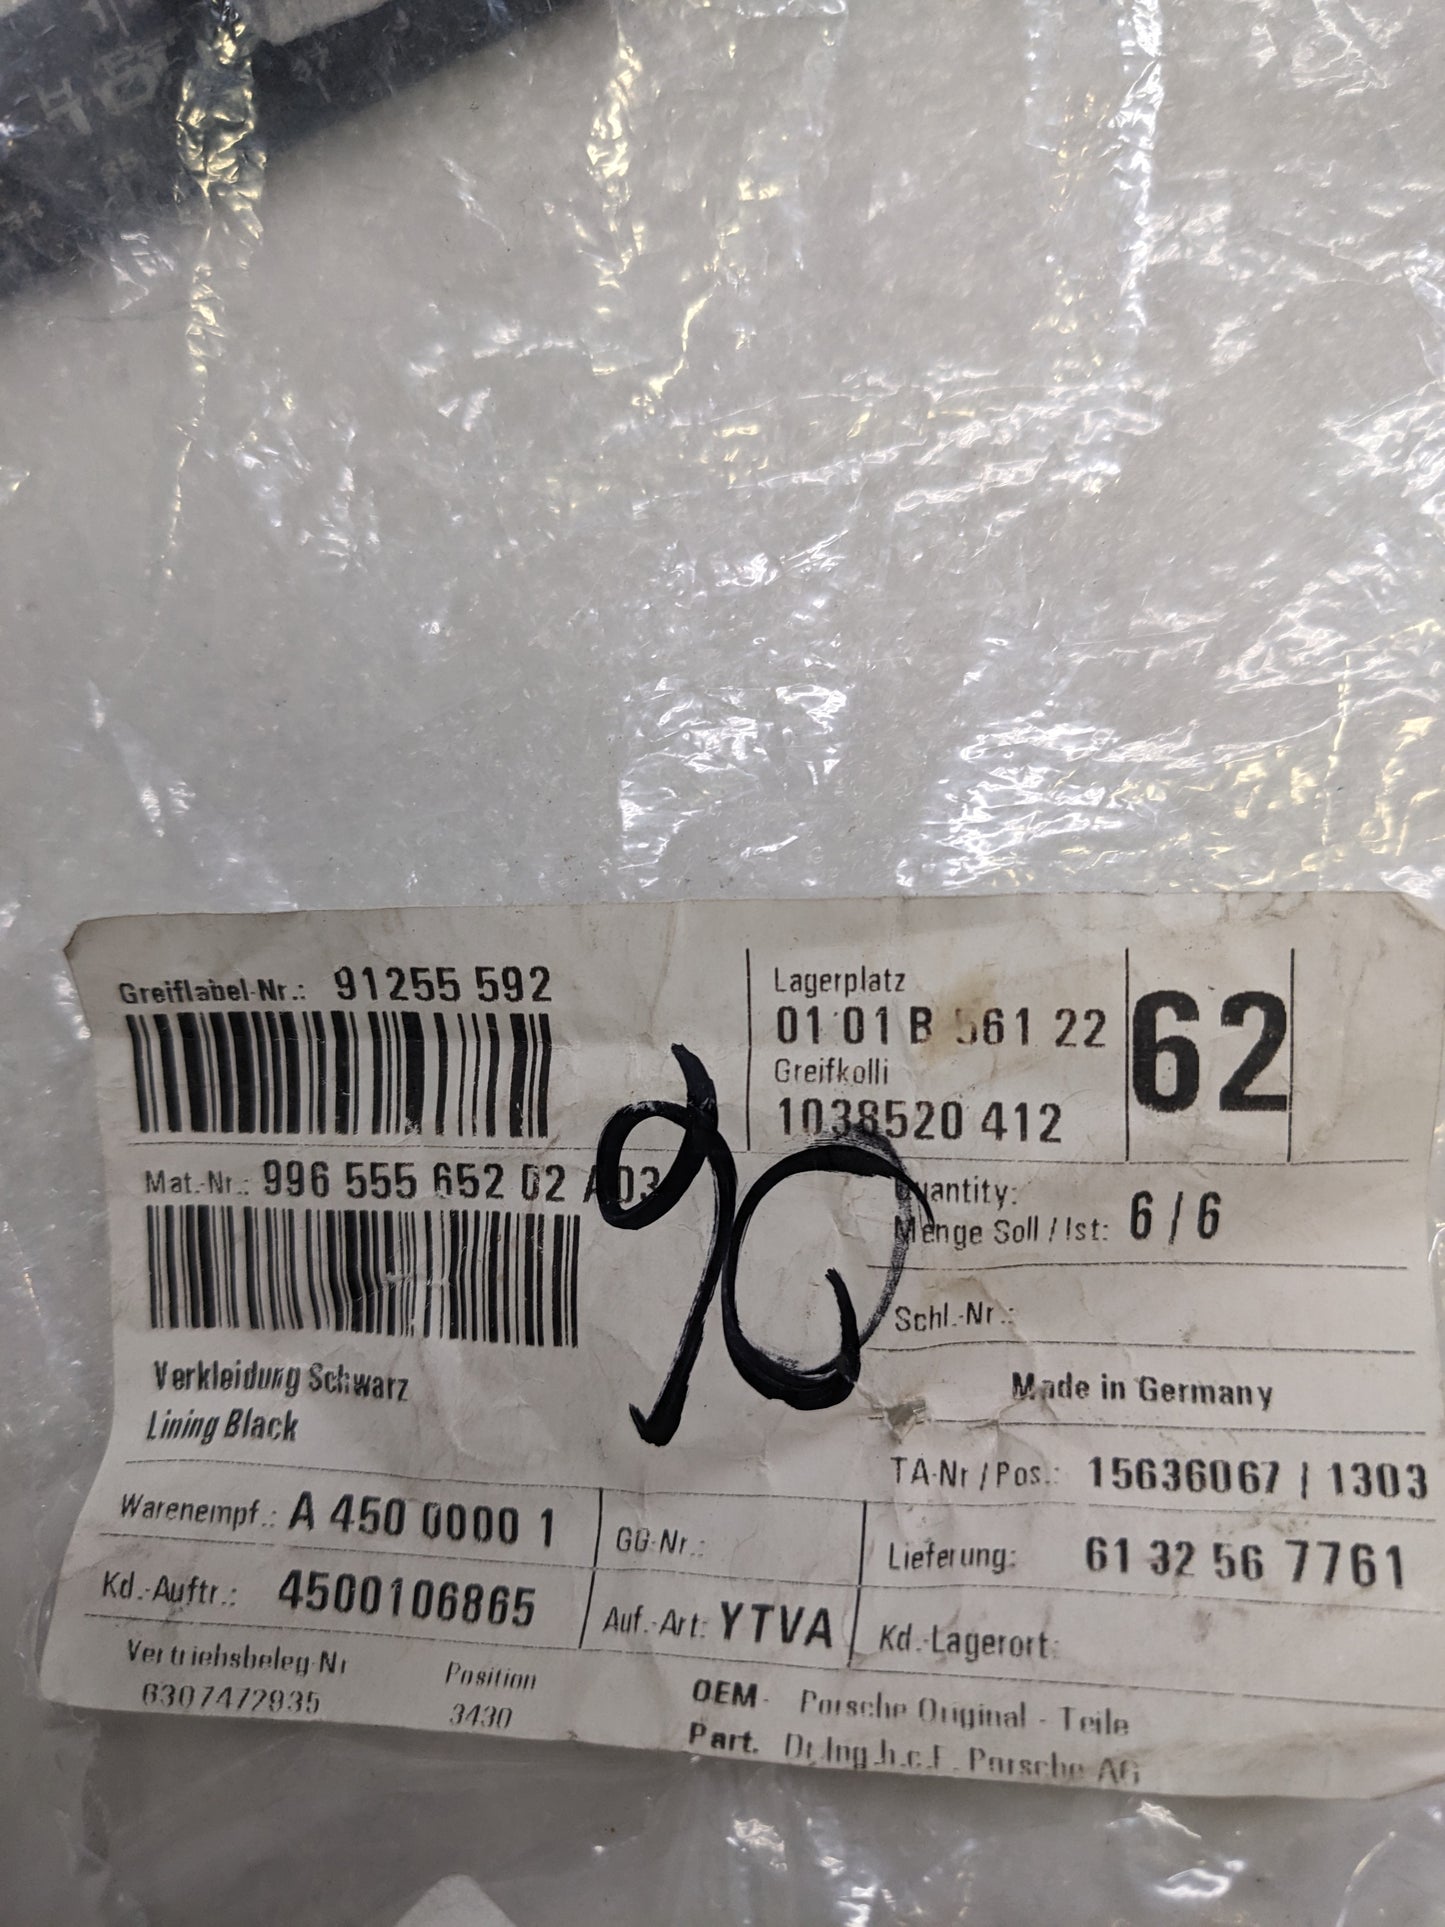 Greiflabel-Nr.: 91255 592
Lagerplatz
01 01 B 561 22
62
Greifkolli
1038520 412
Mat.-Nr.: 996 555 652 02 A03
Quantity:
Menge Soll / Ist: 6 / 6
90
Schl.-Nr.:
Verkleidung Schwarz
Lining Black
Made in Germany
TA-Nr / Pos.: 15636067 | 1303
Warenempf.: A 450 0000 1
GG-Nr.:
Lieferung: 61 32 56 7761
Kd.-Auftr.: 4500106865
Auf.-Art: YTVA
Kd.-Lagerort:
Vertriebsbeleg-Nr
Position
6307472935
3430
OEM- Porsche Original - Teile
Part. Dr.Ing.h.c.F. Porsche AG